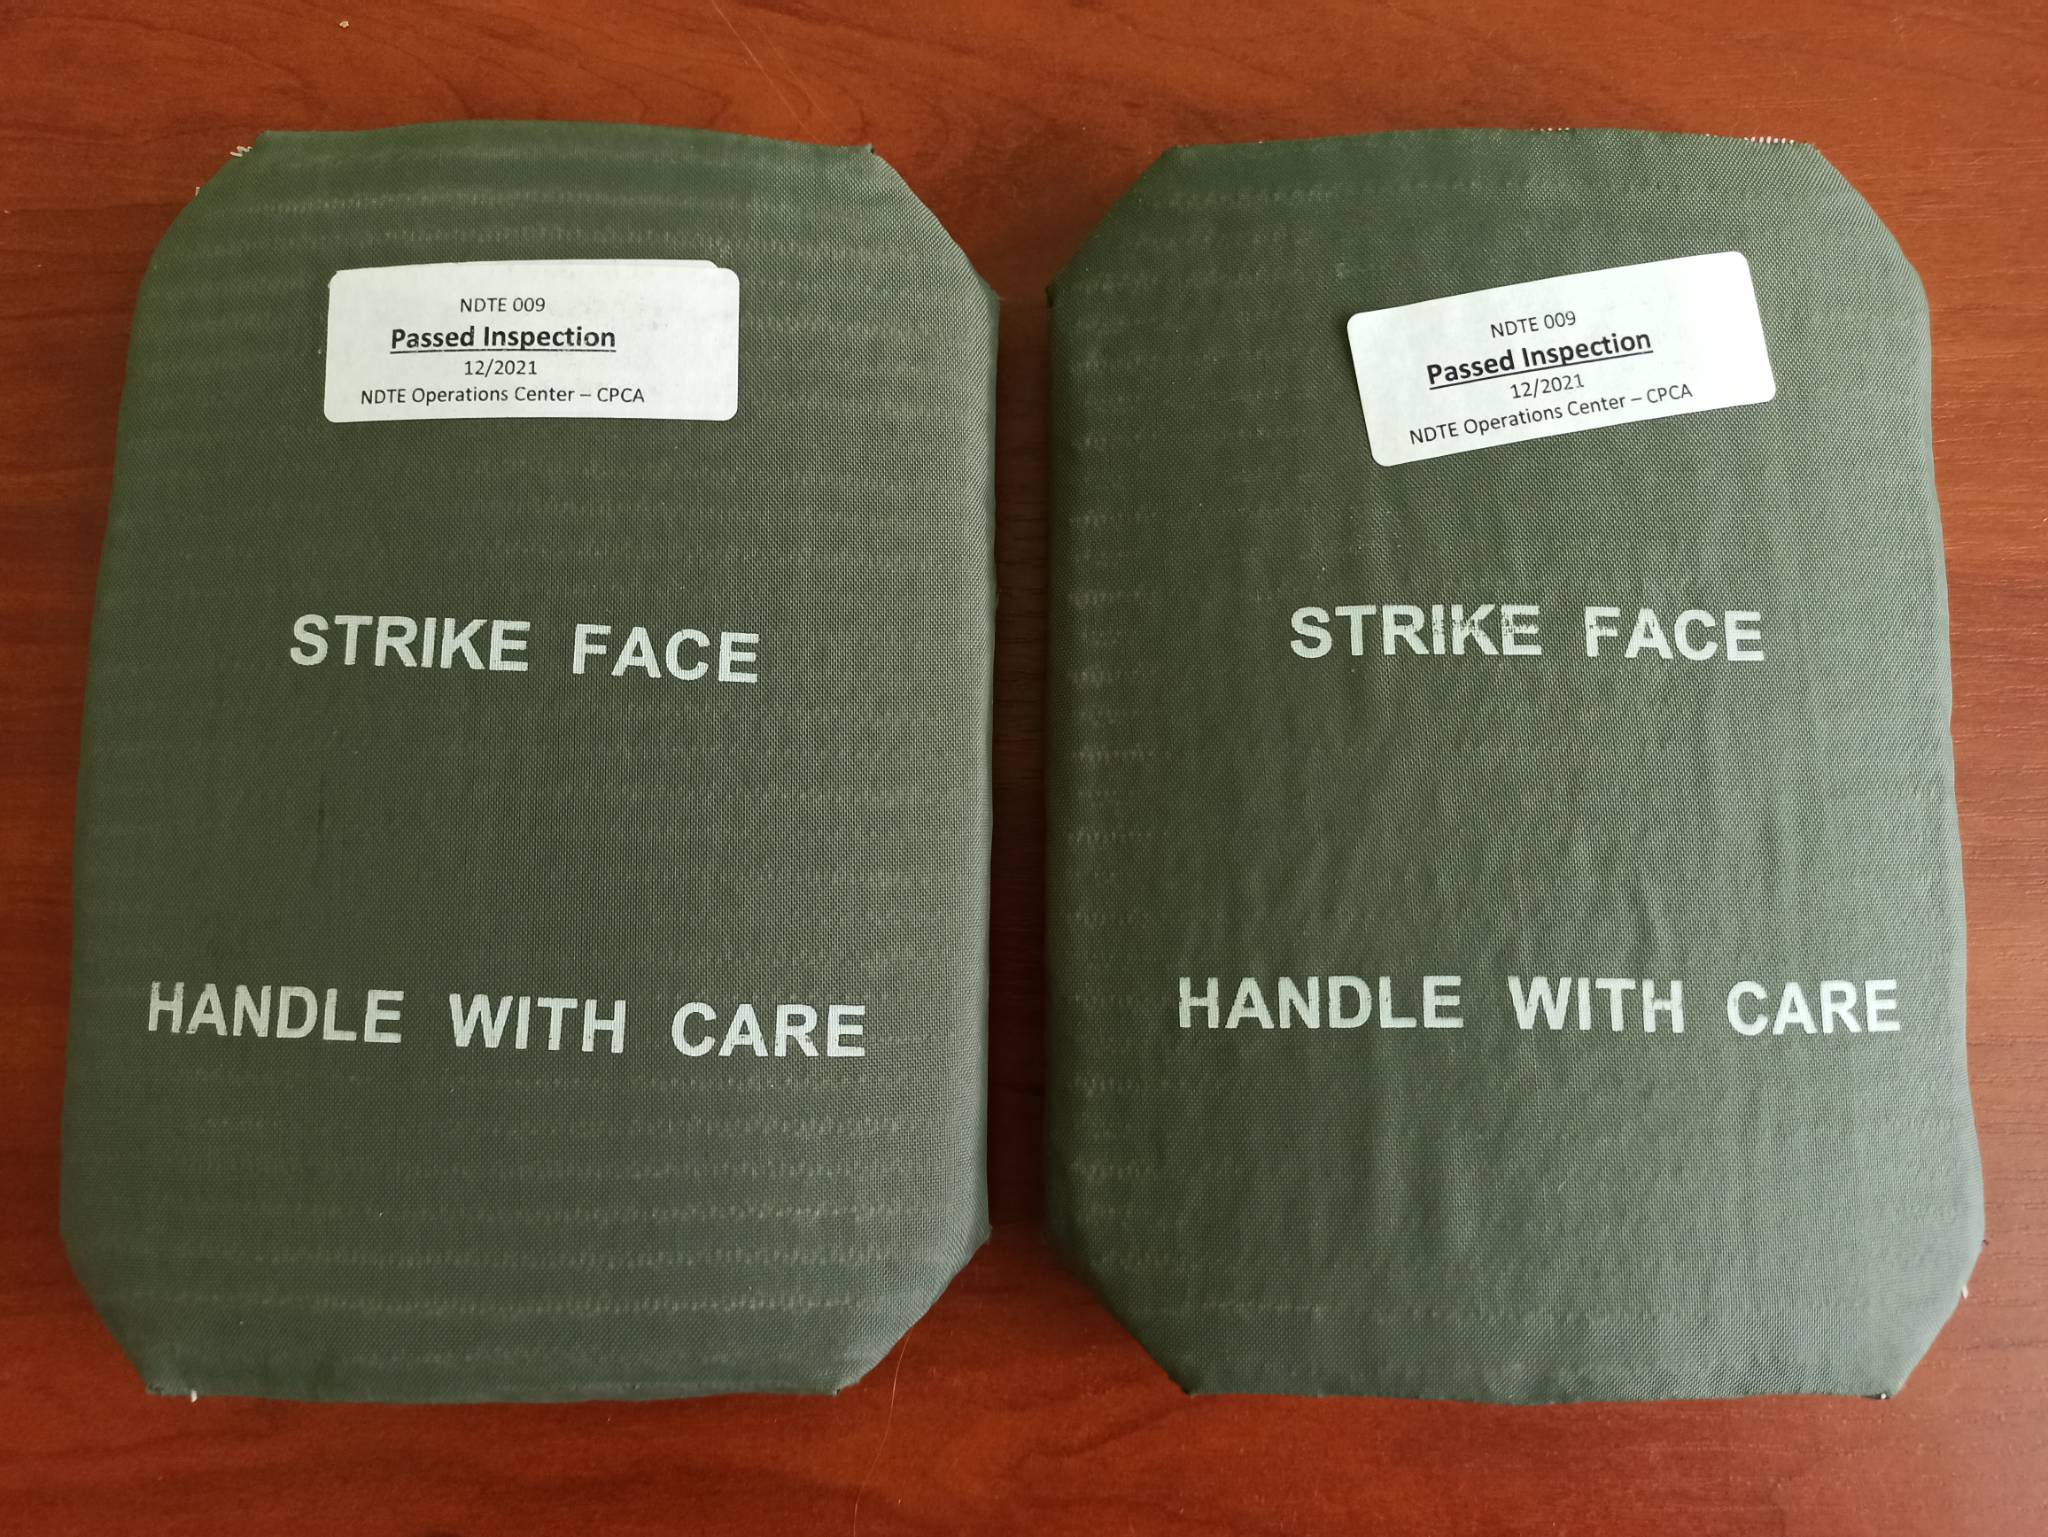 NDTE 009
Passed Inspection
12/2021
NDTE Operations Center – CPCA
STRIKE FACE
HANDLE WITH CARE
NDTE 009
Passed Inspection
12/2021
NDTE Operations Center – CPCA
STRIKE FACE
HANDLE WITH CARE